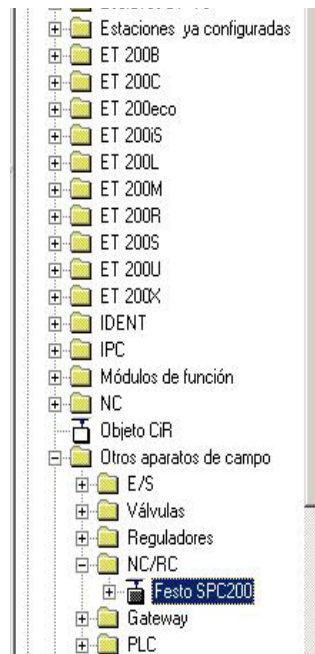 Estaciones ya configuradas
ET 200B
ET 200C
ET 200eco
ET 200iS
ET 200L
ET 200M
ET 200R
ET 200S
ET 200U
ET 200X
IDENT
IPC
Módulos de función
NC
Objeto CiR
Otros aparatos de campo
E/S
Válvulas
Reguladores
NC/RC
Festo SPC200
Gateway
PLC